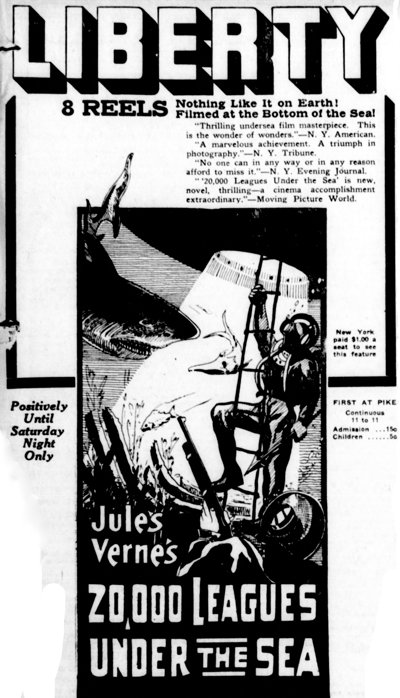 LIBERTY
8 REELS Nothing Like It on Earth!
Filmed at the Bottom of the Sea!
"Thrilling undersea film masterpiece. This
is the wonder of wonders."—N. Y. American.
"A marvelous achievement. A triumph in
photography."—N. Y. Tribune.
"No one can in any way or in any reason
afford to miss it."—N. Y. Evening Journal.
" '20,000 Leagues Under the Sea' is new,
novel, thrilling—a cinema accomplishment
extraordinary."—Moving Picture World.
New York
paid $1.00 a
seat to see
this feature
Positively
Until
Saturday
Night
Only
FIRST AT PIKE
Continuous
11 to 11
Admission ...15c
Children ......5c
Jules
Verne's
20,000 LEAGUES
UNDER THE SEA